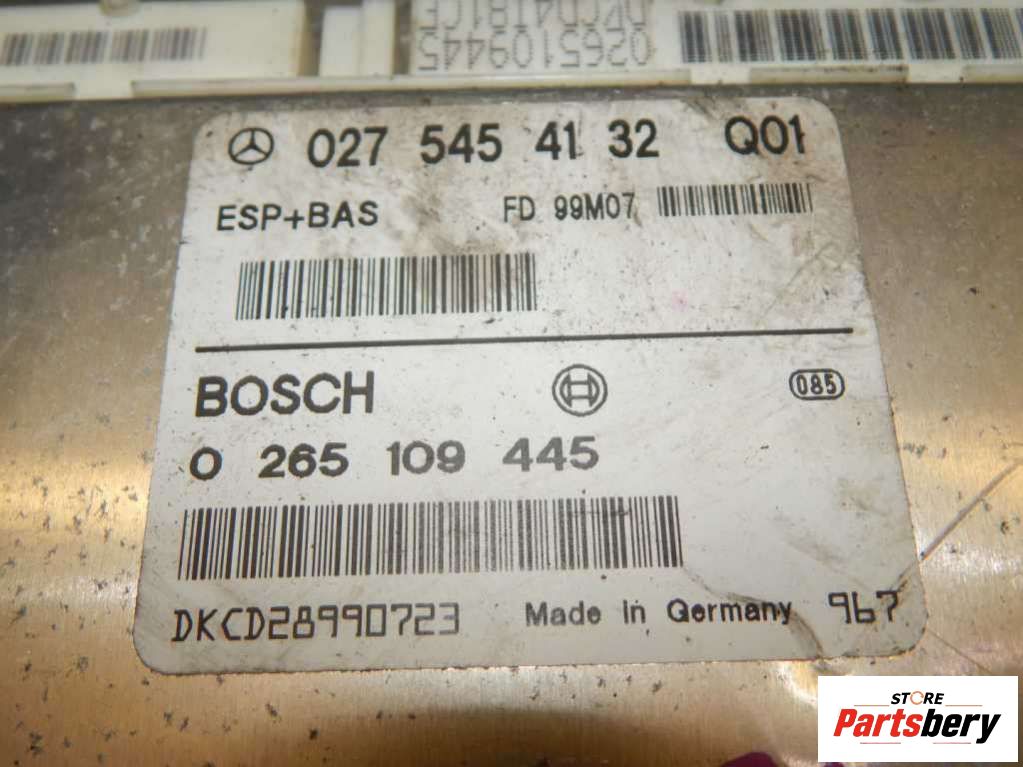 0265109445
027 545 41 32 Q01
ESP+BAS FD 99M07
BOSCH
085
0 265 109 445
DKCD28990723 Made in Germany 967
STORE
Partsbery